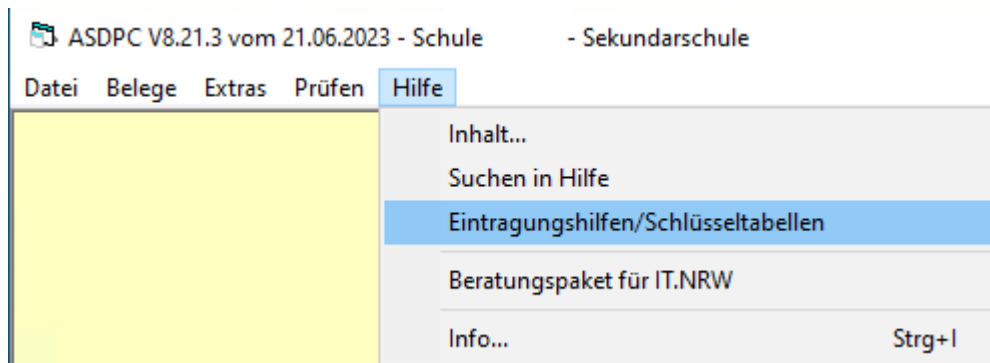 ASDPC V8.21.3 vom 21.06.2023 - Schule - Sekundarschule
Datei Belege Extras Prüfen Hilfe
Inhalt...
Suchen in Hilfe
Eintragungshilfen/Schlüsseltabellen
Beratungspaket für IT.NRW
Info... Strg+I